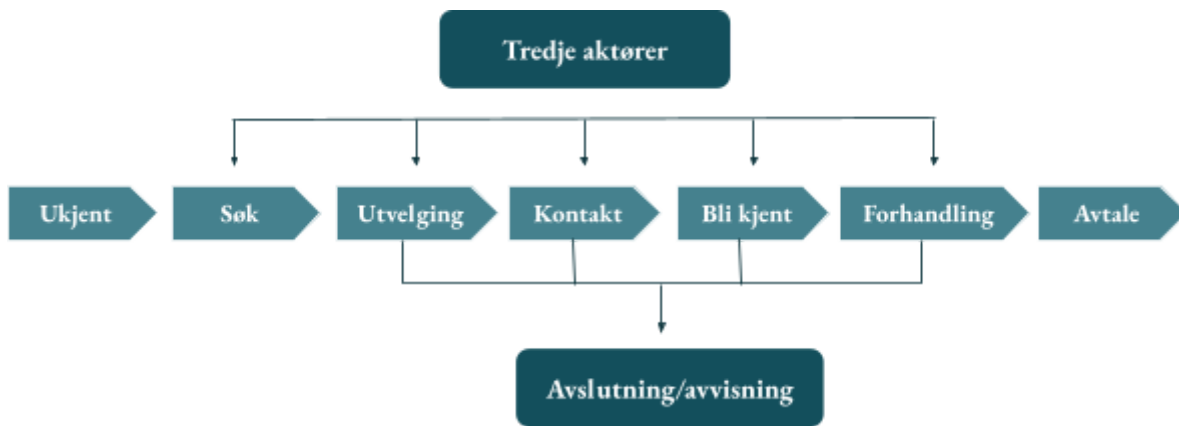 Tredje aktører
Ukjent
Søk
Utvelging
Kontakt
Bli kjent
Forhandling
Avtale
Avslutning/avvisning